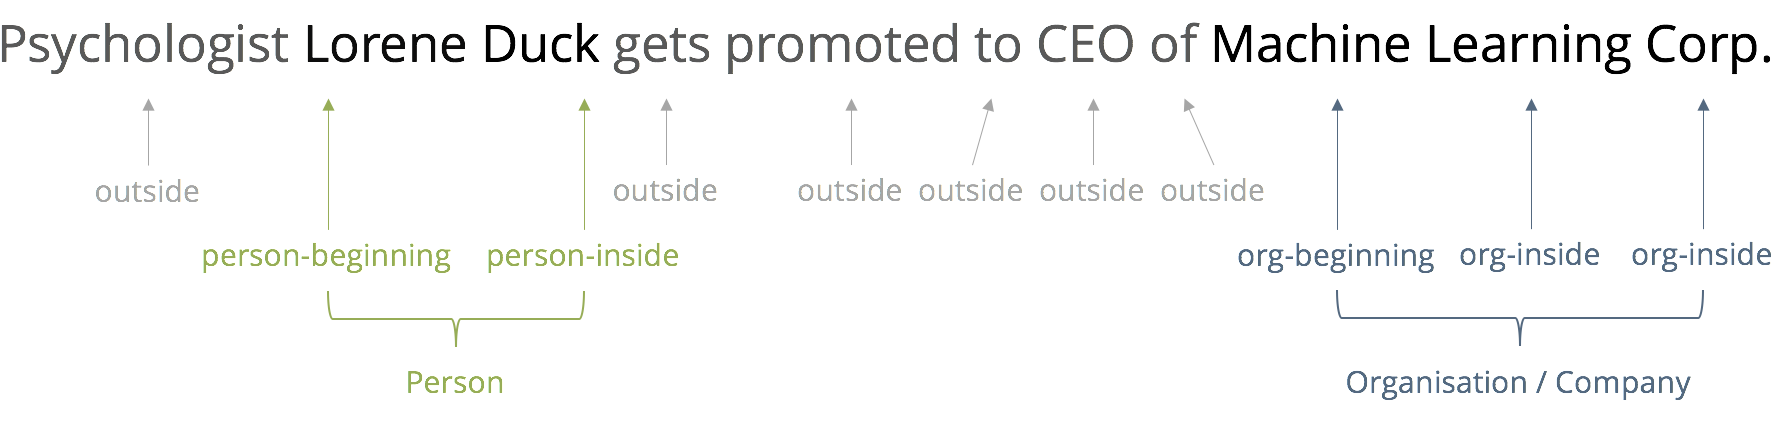 Psychologist Lorene Duck gets promoted to CEO of Machine Learning Corp.
outside outside outside outside outside outside
person-beginning person-inside org-beginning org-inside org-inside
Person Organisation / Company